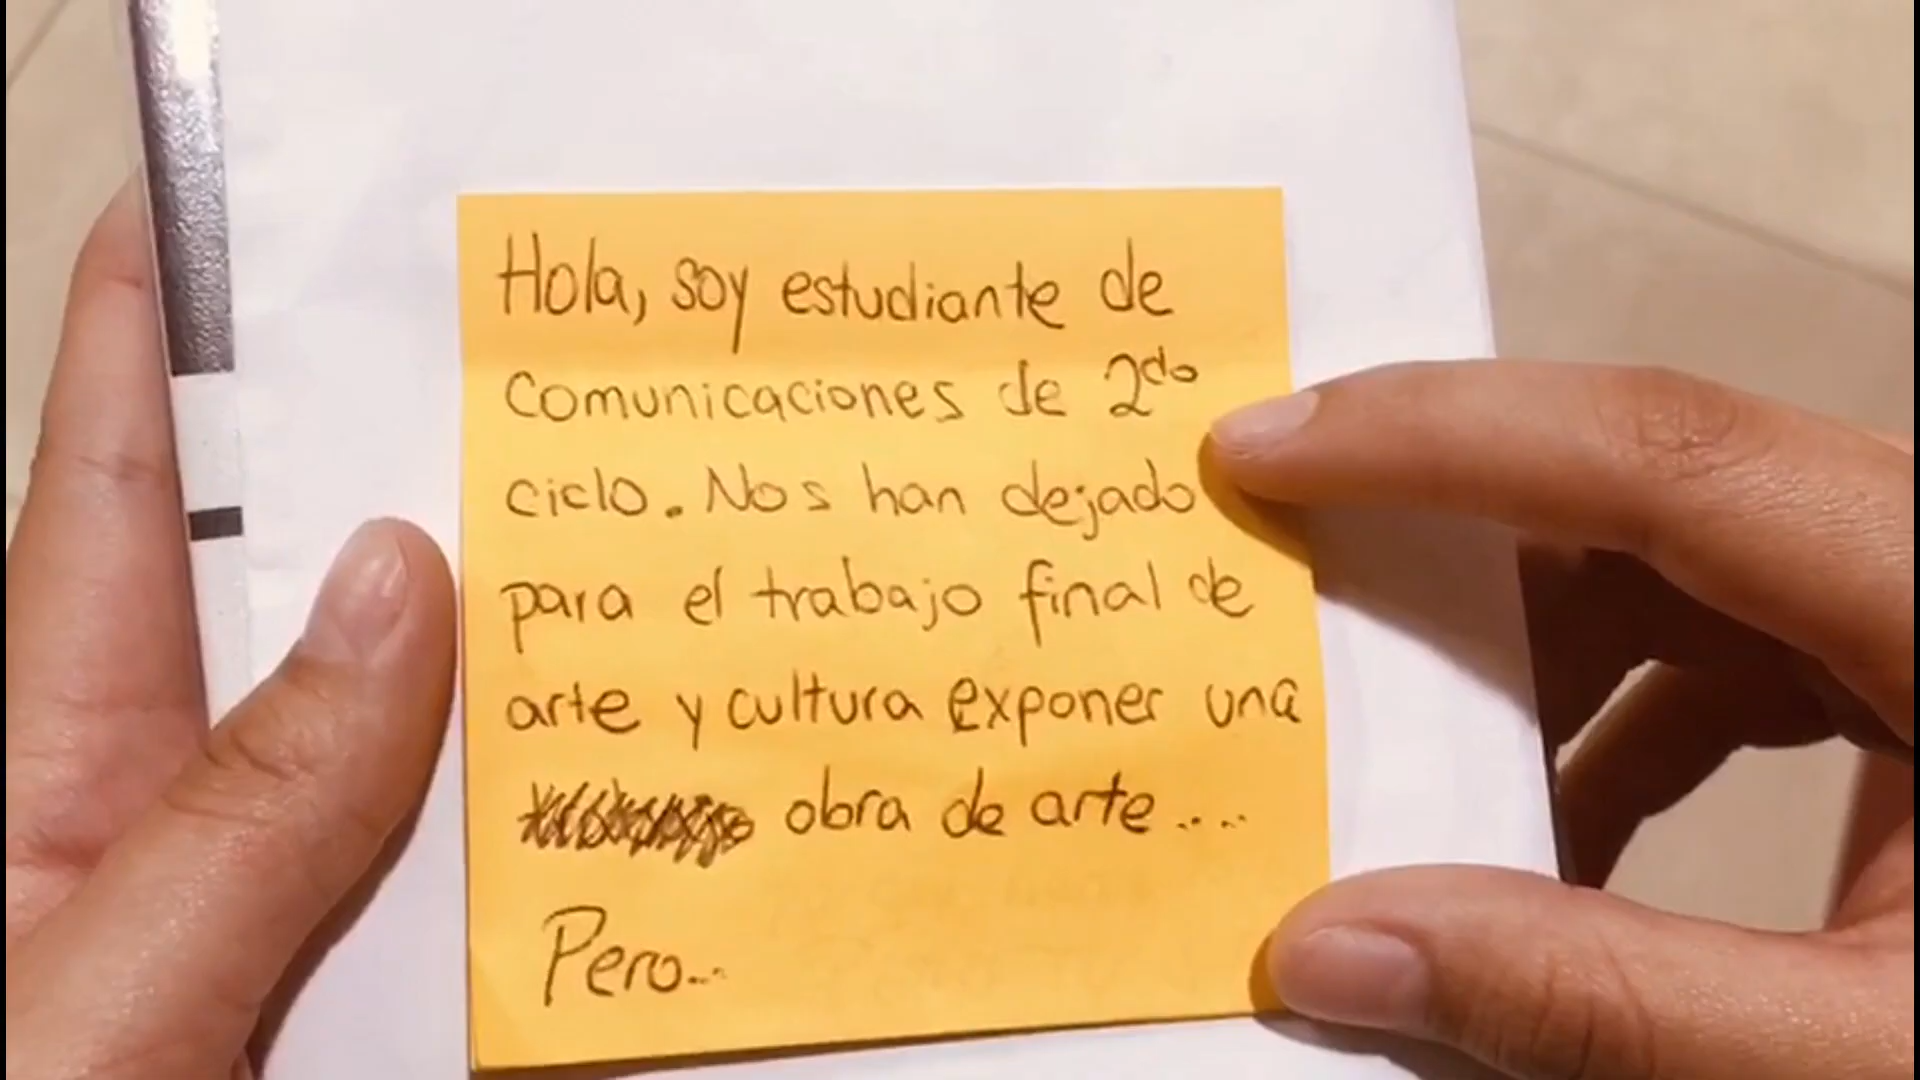 Hola, soy estudiante de
Comunicaciones de 2do
ciclo. Nos han dejado
para el trabajo final de
arte y cultura exponer una
obra de arte....
Pero...